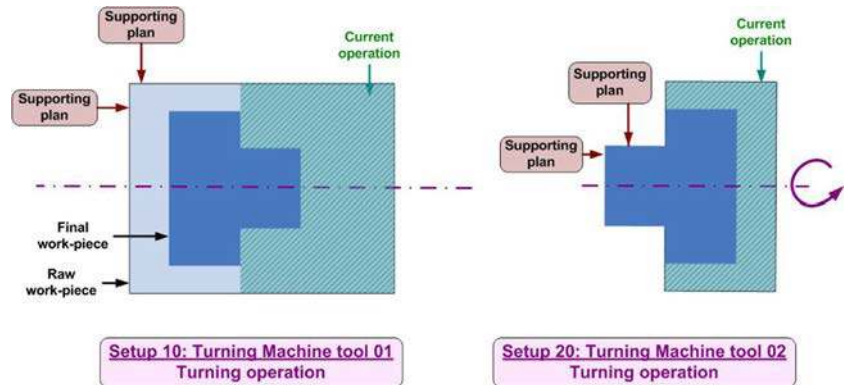 Supporting
plan
Supporting
plan
Current
operation
Final
work-piece
Raw
work-piece
Setup 10: Turning Machine tool 01
Turning operation
Current
operation
Supporting
plan
Supporting
plan
Setup 20: Turning Machine tool 02
Turning operation